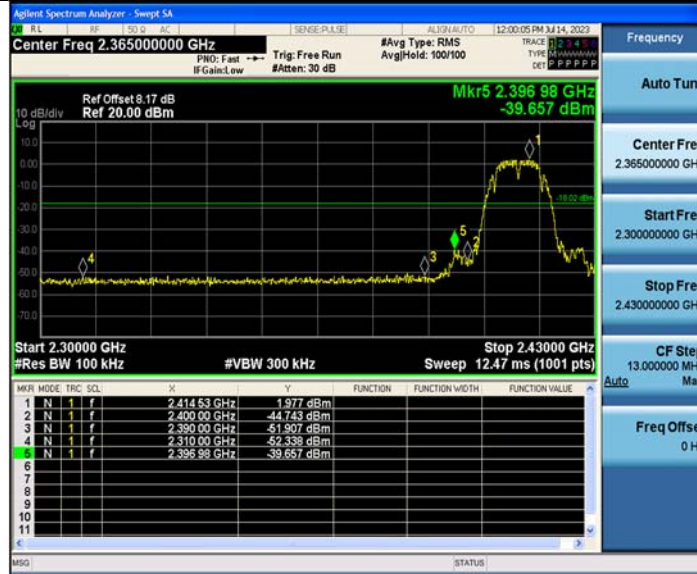 Agilent Spectrum Analyzer - Swept SA
RL RF 50 Ω AC SENSE:PULSE ALIGN AUTO 12:00:05 PM Jul 14, 2023
Center Freq 2.365000000 GHz
PNO: Fast
IFGain:Low
Trig: Free Run
#Atten: 30 dB
#Avg Type: RMS
Avg|Hold: 100/100
TRACE 1 2 3 4 5 6
TYPE
DET P P P P P P
Frequency
Auto Tun
Center Fre
2.365000000 GH
Start Fre
2.300000000 GH
Stop Fre
2.430000000 GH
CF Ste
13.000000 MH
Auto Ma
Freq Offse
0 H
Mkr5 2.396 98 GHz
-39.657 dBm
Ref Offset 8.17 dB
10 dB/div Ref 20.00 dBm
Log
10.0
0.00
-10.0
-20.0
-30.0
-40.0
-50.0
-60.0
-70.0
1
-18.02 dBm
5
2
3
4
Start 2.30000 GHz Stop 2.43000 GHz
#Res BW 100 kHz #VBW 300 kHz Sweep 12.47 ms (1001 pts)
MKR MODE TRC SCL X Y FUNCTION FUNCTION WIDTH FUNCTION VALUE
1 N 1 f 2.414 53 GHz 1.977 dBm
2 N 1 f 2.400 00 GHz -44.743 dBm
3 N 1 f 2.390 00 GHz -51.907 dBm
4 N 1 f 2.310 00 GHz -52.338 dBm
5 N 1 f 2.396 98 GHz -39.657 dBm
6
7
8
9
10
11
MSG STATUS